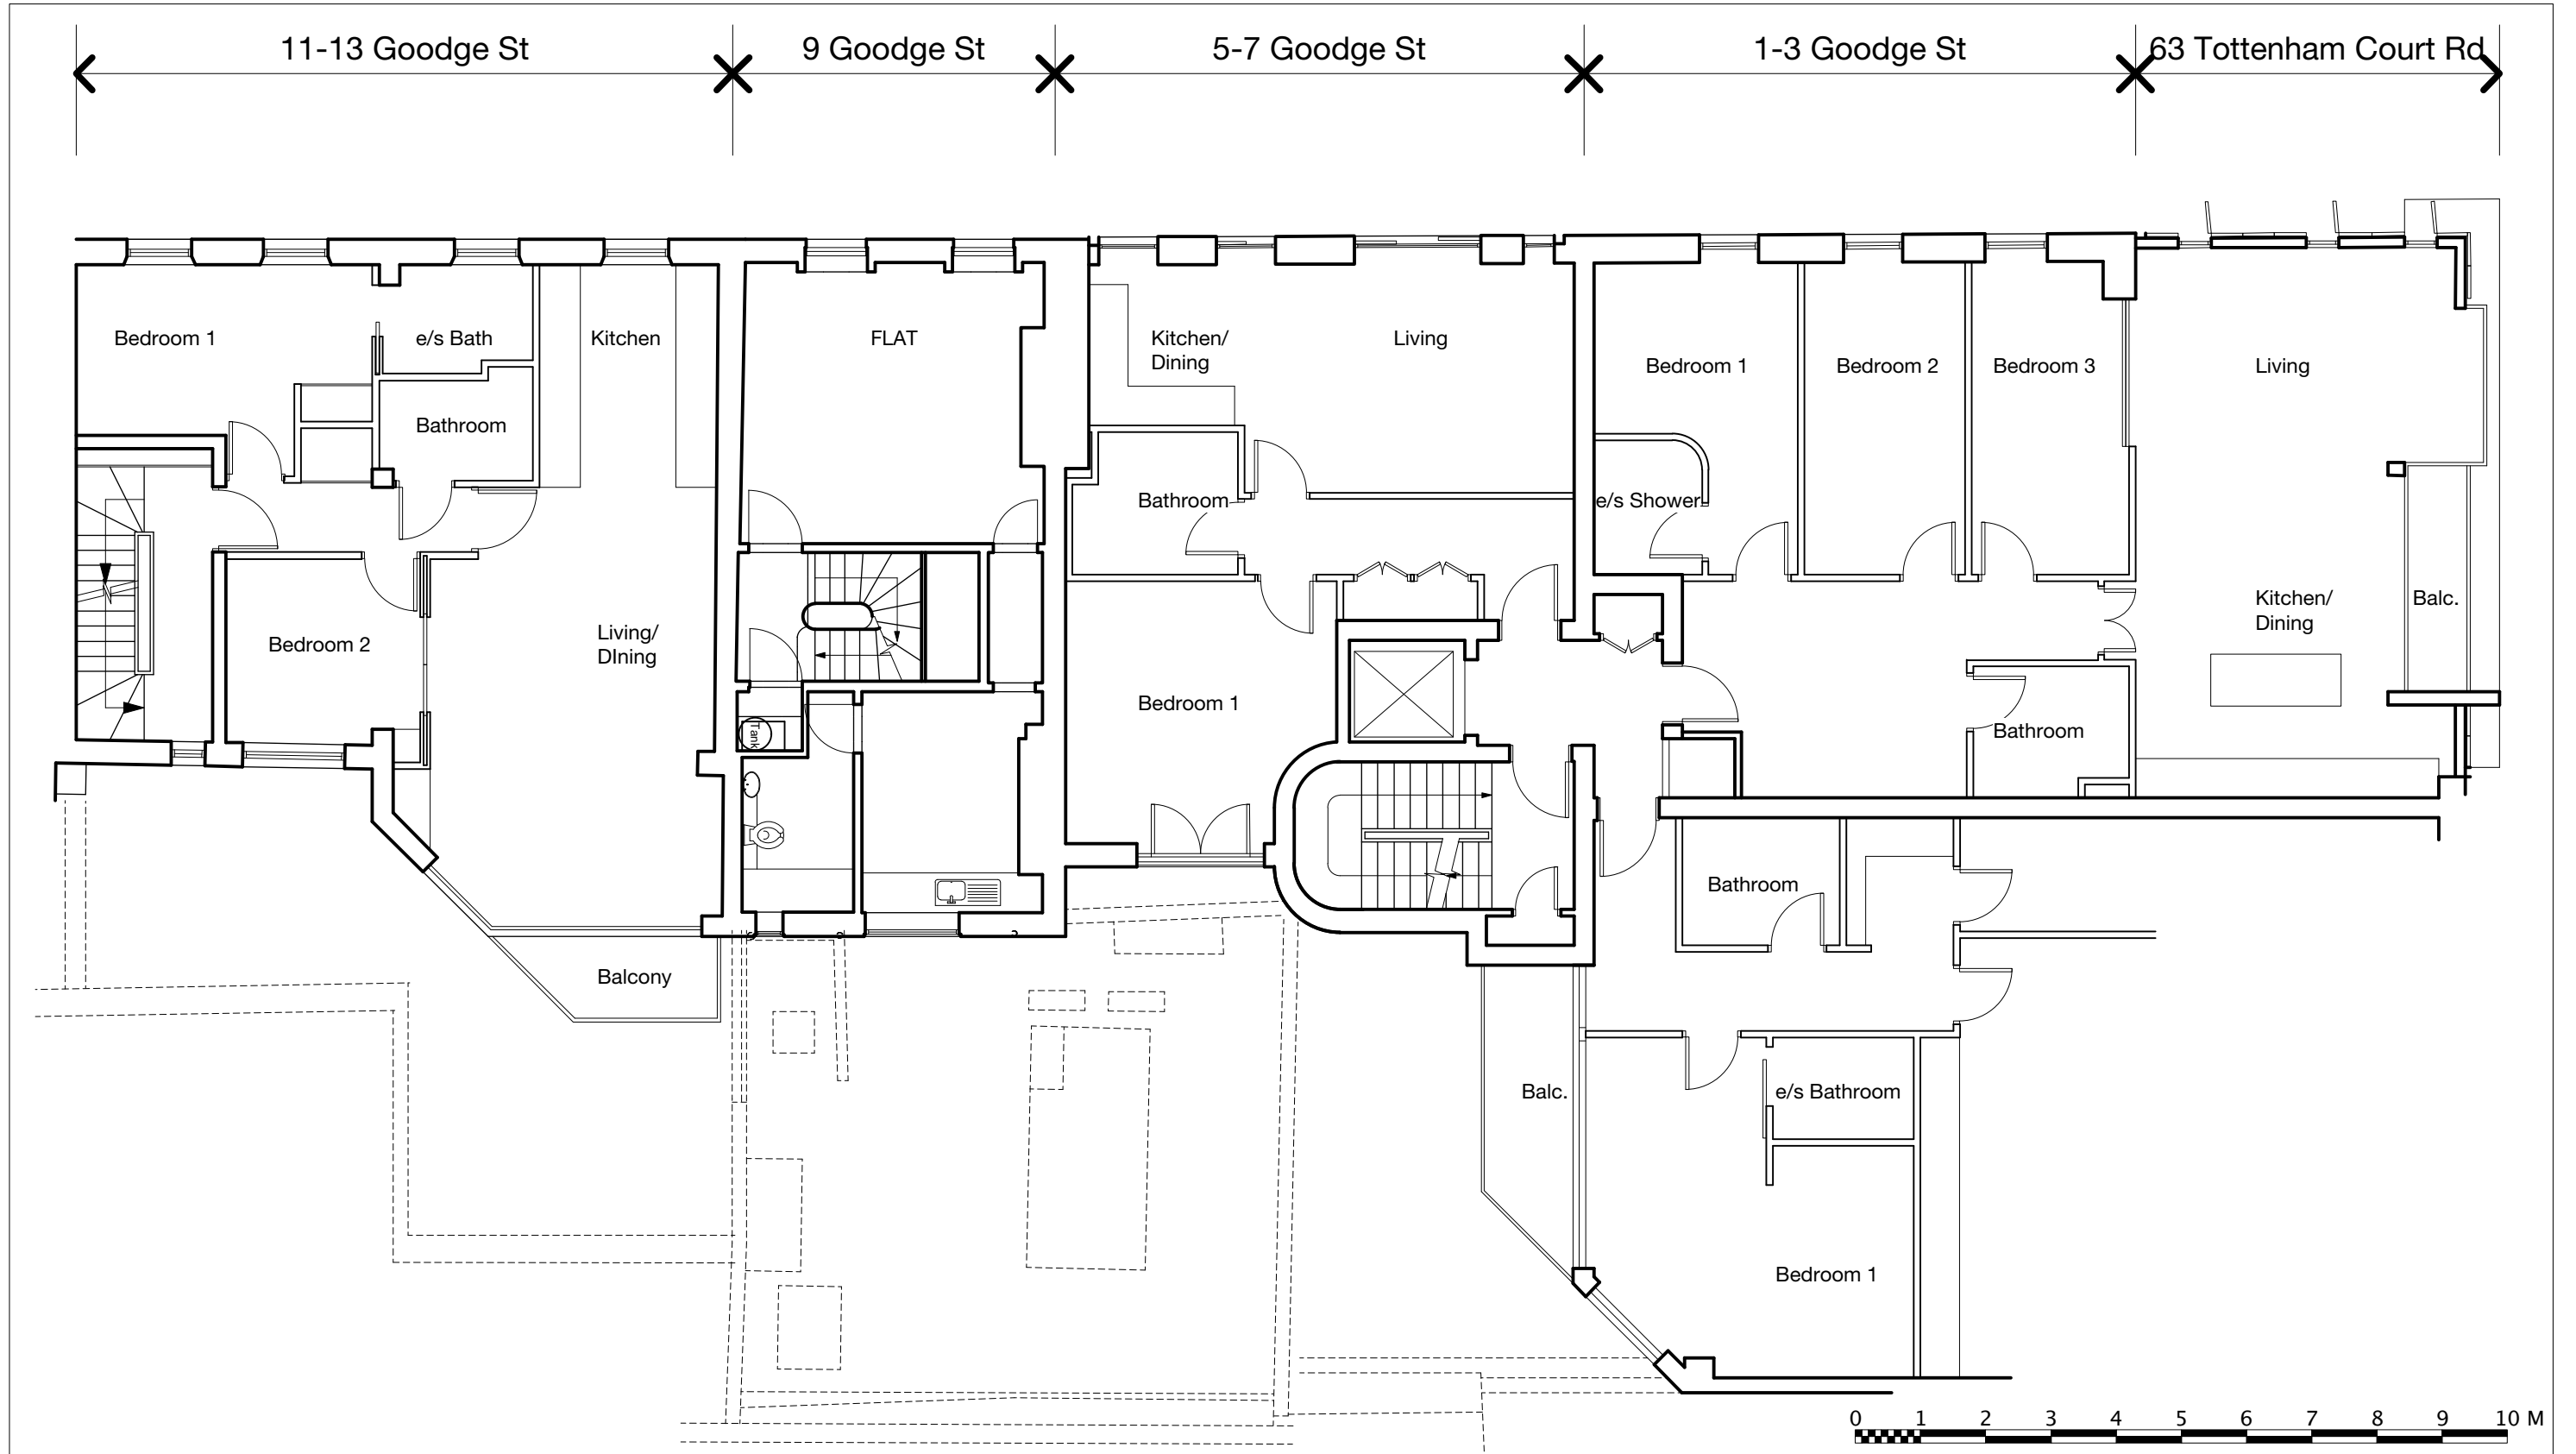 11-13 Goodge St
9 Goodge St
5-7 Goodge St
1-3 Goodge St
63 Tottenham Court Rd
Bedroom 1
e/s Bath
Kitchen
Bathroom
Bedroom 2
Living/
DIning
Balcony
FLAT
Tank
Kitchen/
Dining
Living
Bathroom
Bedroom 1
Bedroom 1
Bedroom 2
Bedroom 3
e/s Shower
Bathroom
Living
Kitchen/
Dining
Balc.
Bathroom
Balc.
e/s Bathroom
Bedroom 1
0 1 2 3 4 5 6 7 8 9 10 M